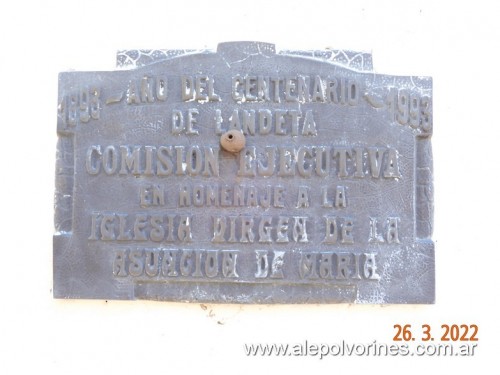 1893 - AÑO DEL CENTENARIO - 1993
DE LANDETA
COMISION EJECUTIVA
EN HOMENAJE A LA
IGLESIA VIRGEN DE LA
ASUNCION DE MARIA
26. 3. 2022
www.alepolvorines.com.ar